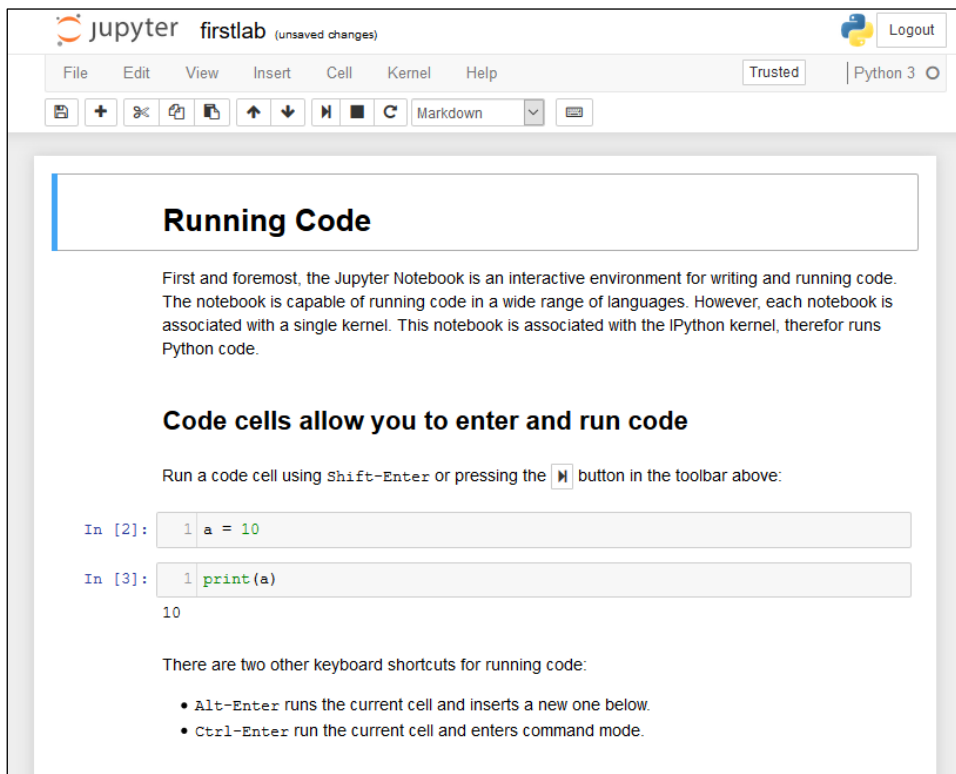 jupyter firstlab (unsaved changes)
Logout
File Edit View Insert Cell Kernel Help Trusted Python 3
Markdown
Running Code
First and foremost, the Jupyter Notebook is an interactive environment for writing and running code.
The notebook is capable of running code in a wide range of languages. However, each notebook is
associated with a single kernel. This notebook is associated with the IPython kernel, therefor runs
Python code.
Code cells allow you to enter and run code
Run a code cell using Shift-Enter or pressing the button in the toolbar above:
In [2]: 1 a = 10
In [3]: 1 print(a)
10
There are two other keyboard shortcuts for running code:
• Alt-Enter runs the current cell and inserts a new one below.
• Ctrl-Enter run the current cell and enters command mode.